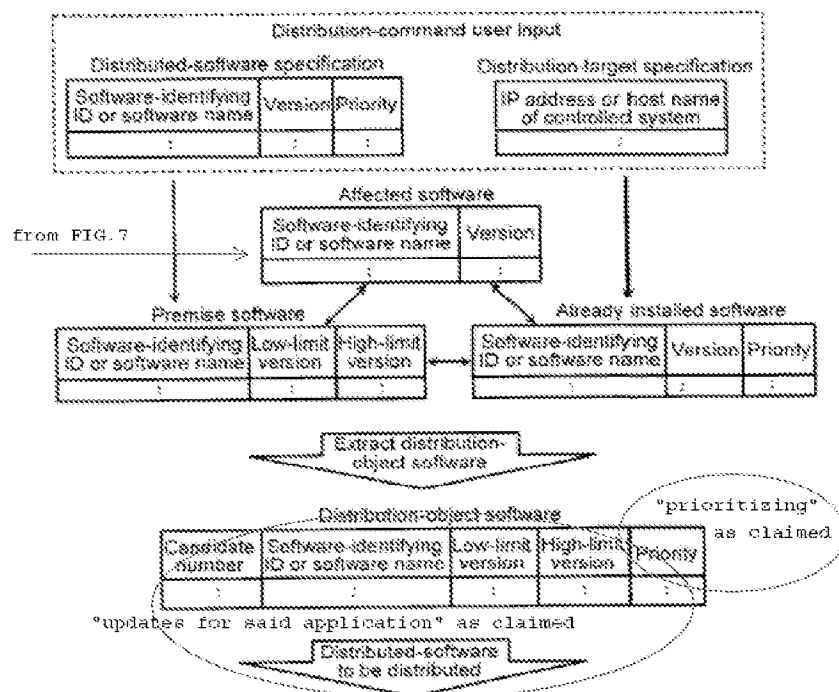 Distribution-command user input
Distributed-software specification
Distribution-target specification
Software-identifying
ID or software name
Version
Priority
IP address or host name
of controlled system
Affected software
from FIG.7
Software-identifying
ID or software name
Version
Premise software
Already installed software
Software-identifying
ID or software name
Low-limit
version
High-limit
version
Software-identifying
ID or software name
Version
Priority
Extract distribution-
object software
Distribution-object software
"prioritizing"
as claimed
Candidate
number
Software-identifying
ID or software name
Low-limit
version
High-limit
version
Priority
"updates for said application" as claimed
Distributed-software
to be distributed